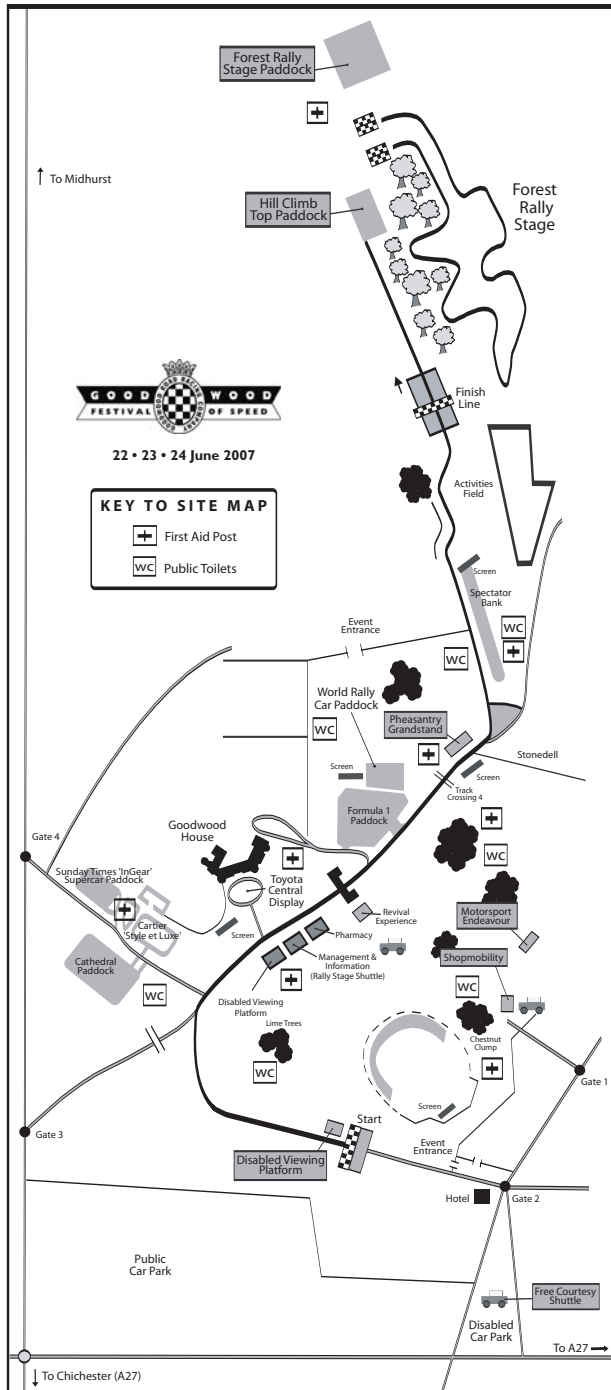 Forest Rally
Stage Paddock
To Midhurst
Hill Climb
Top Paddock
Forest
Rally
Stage
GOOD WOOD
FESTIVAL OF SPEED
GOODWOOD ROAD RACING COMPANY
22 • 23 • 24 June 2007
Finish
Line
KEY TO SITE MAP
First Aid Post
WC Public Toilets
Activities
Field
Screen
Spectator
Bank
WC
Event
Entrance
WC
World Rally
Car Paddock
WC
Pheasantry
Grandstand
Screen
Screen
Stonedell
Track
Crossing 4
Formula 1
Paddock
Gate 4
Goodwood
House
WC
Sunday Times 'InGear'
Supercar Paddock
Toyota
Central
Display
Cartier
'Style et Luxe'
Screen
Revival
Experience
Motorsport
Endeavour
Pharmacy
Cathedral
Paddock
Management &
Information
(Rally Stage Shuttle)
Shopmobility
WC
Disabled Viewing
Platform
WC
Lime Trees
Chestnut
Clump
WC
Gate 1
Screen
Start
Gate 3
Event
Entrance
Disabled Viewing
Platform
Hotel
Gate 2
Public
Car Park
Free Courtesy
Shuttle
Disabled
Car Park
To A27
To Chichester (A27)